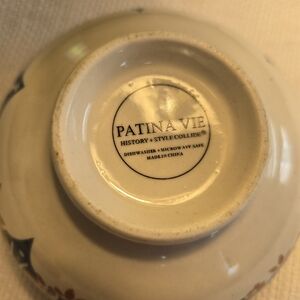 PATINA VIE
HISTORY + STYLE COLLIDE®
DISHWASHER + MICROWAVE SAFE
MADE IN CHINA